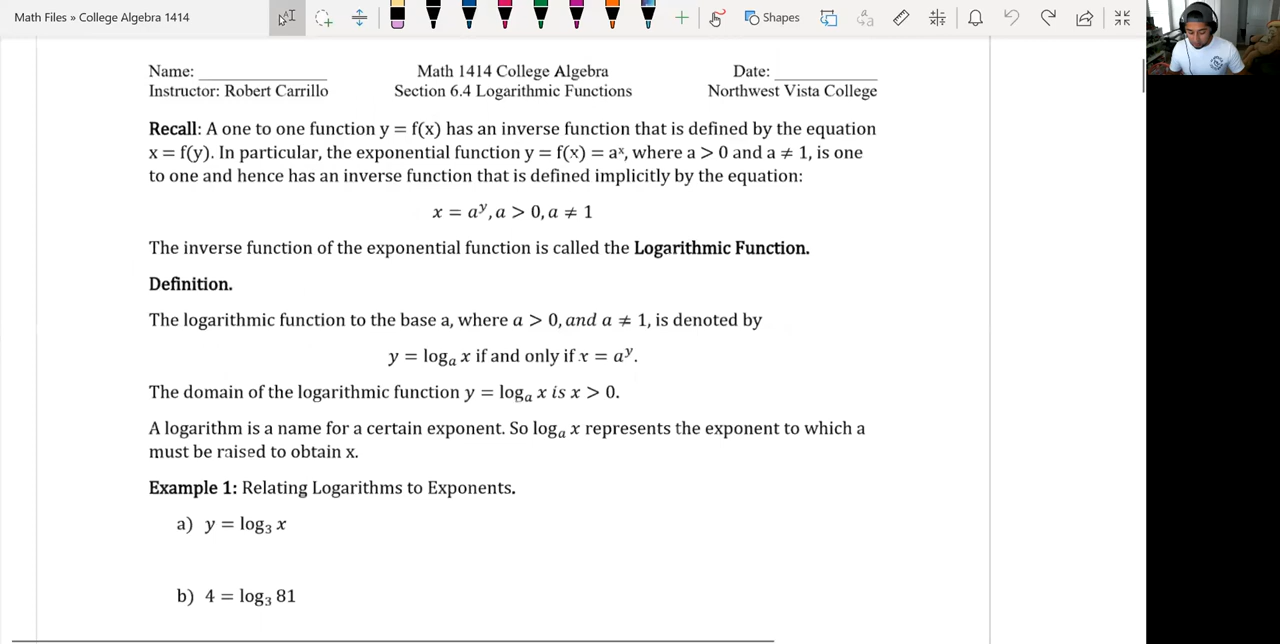 Math Files » College Algebra 1414
Shapes
Name: ____________ Math 1414 College Algebra Date: __________
Instructor: Robert Carrillo Section 6.4 Logarithmic Functions Northwest Vista College
Recall: A one to one function y = f(x) has an inverse function that is defined by the equation
x = f(y). In particular, the exponential function y = f(x) = aˣ, where a > 0 and a ≠ 1, is one
to one and hence has an inverse function that is defined implicitly by the equation:
x = aʸ, a > 0, a ≠ 1
The inverse function of the exponential function is called the Logarithmic Function.
Definition.
The logarithmic function to the base a, where a > 0, and a ≠ 1, is denoted by
y = logₐ x if and only if x = aʸ.
The domain of the logarithmic function y = logₐ x is x > 0.
A logarithm is a name for a certain exponent. So logₐ x represents the exponent to which a
must be raised to obtain x.
Example 1: Relating Logarithms to Exponents.
a) y = log₃ x
b) 4 = log₃ 81